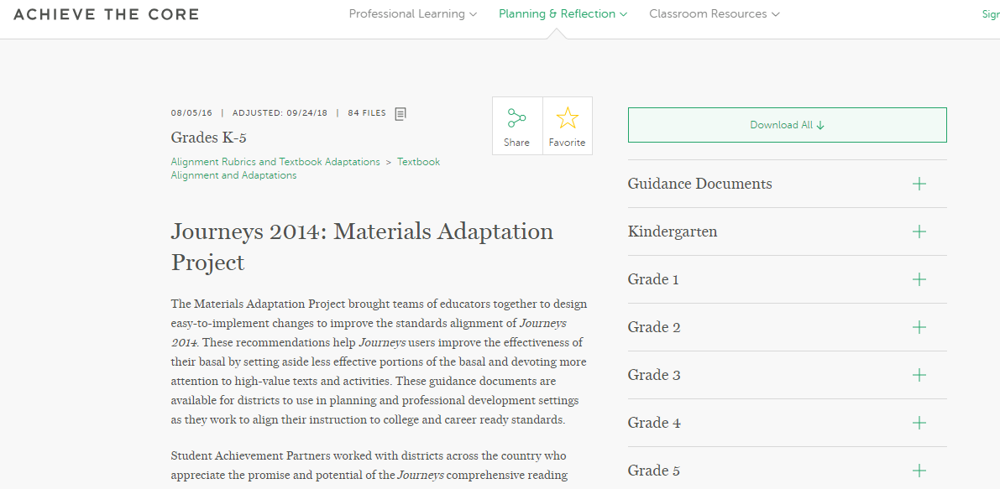 ACHIEVE THE CORE
Professional Learning
Planning & Reflection
Classroom Resources
08/05/16 | ADJUSTED: 09/24/18 | 84 FILES
Grades K-5
Alignment Rubrics and Textbook Adaptations > Textbook
Alignment and Adaptations
Share
Favorite
Journeys 2014: Materials Adaptation
Project
The Materials Adaptation Project brought teams of educators together to design
easy-to-implement changes to improve the standards alignment of Journeys
2014. These recommendations help Journeys users improve the effectiveness of
their basal by setting aside less effective portions of the basal and devoting more
attention to high-value texts and activities. These guidance documents are
available for districts to use in planning and professional development settings
as they work to align their instruction to college and career ready standards.
Student Achievement Partners worked with districts across the country who
appreciate the promise and potential of the Journeys comprehensive reading
Download All ↓
Guidance Documents
Kindergarten
Grade 1
Grade 2
Grade 3
Grade 4
Grade 5